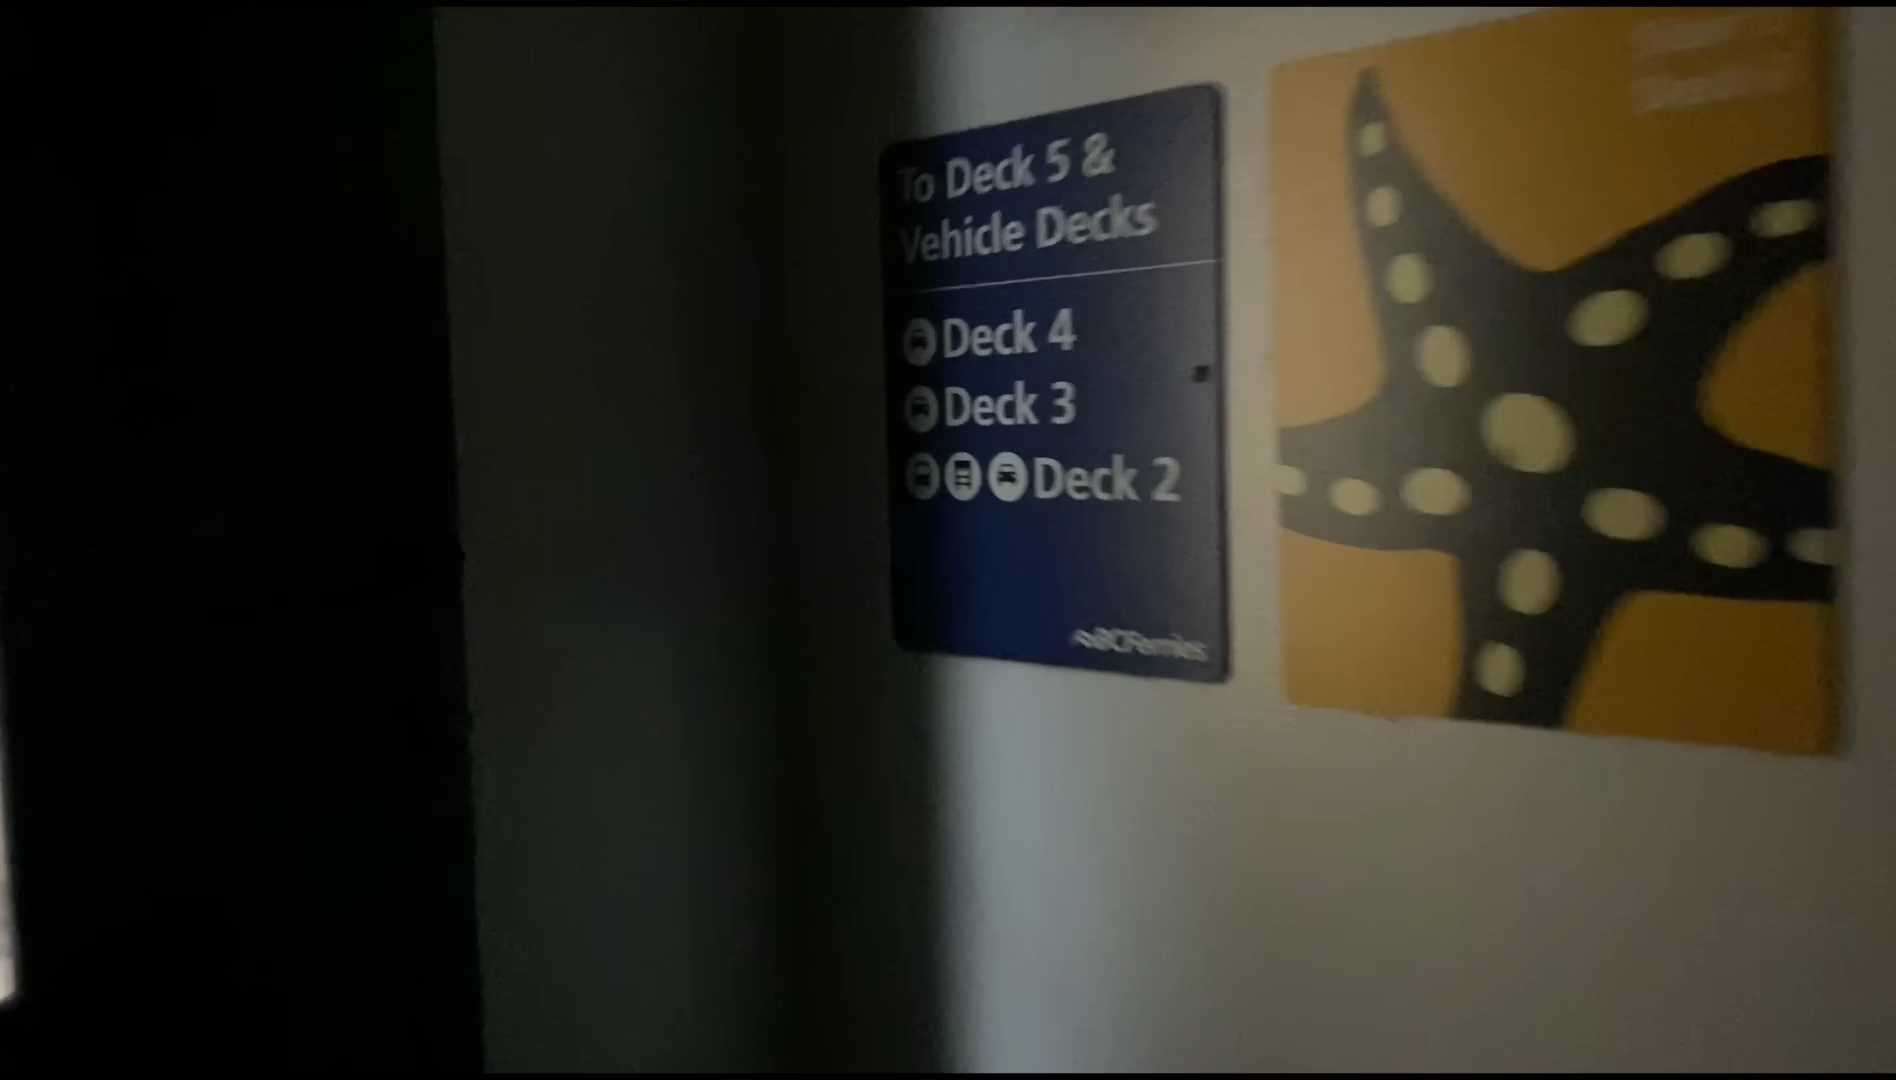 To Deck 5 &
Vehicle Decks
Deck 4
Deck 3
Deck 2
BCFerries